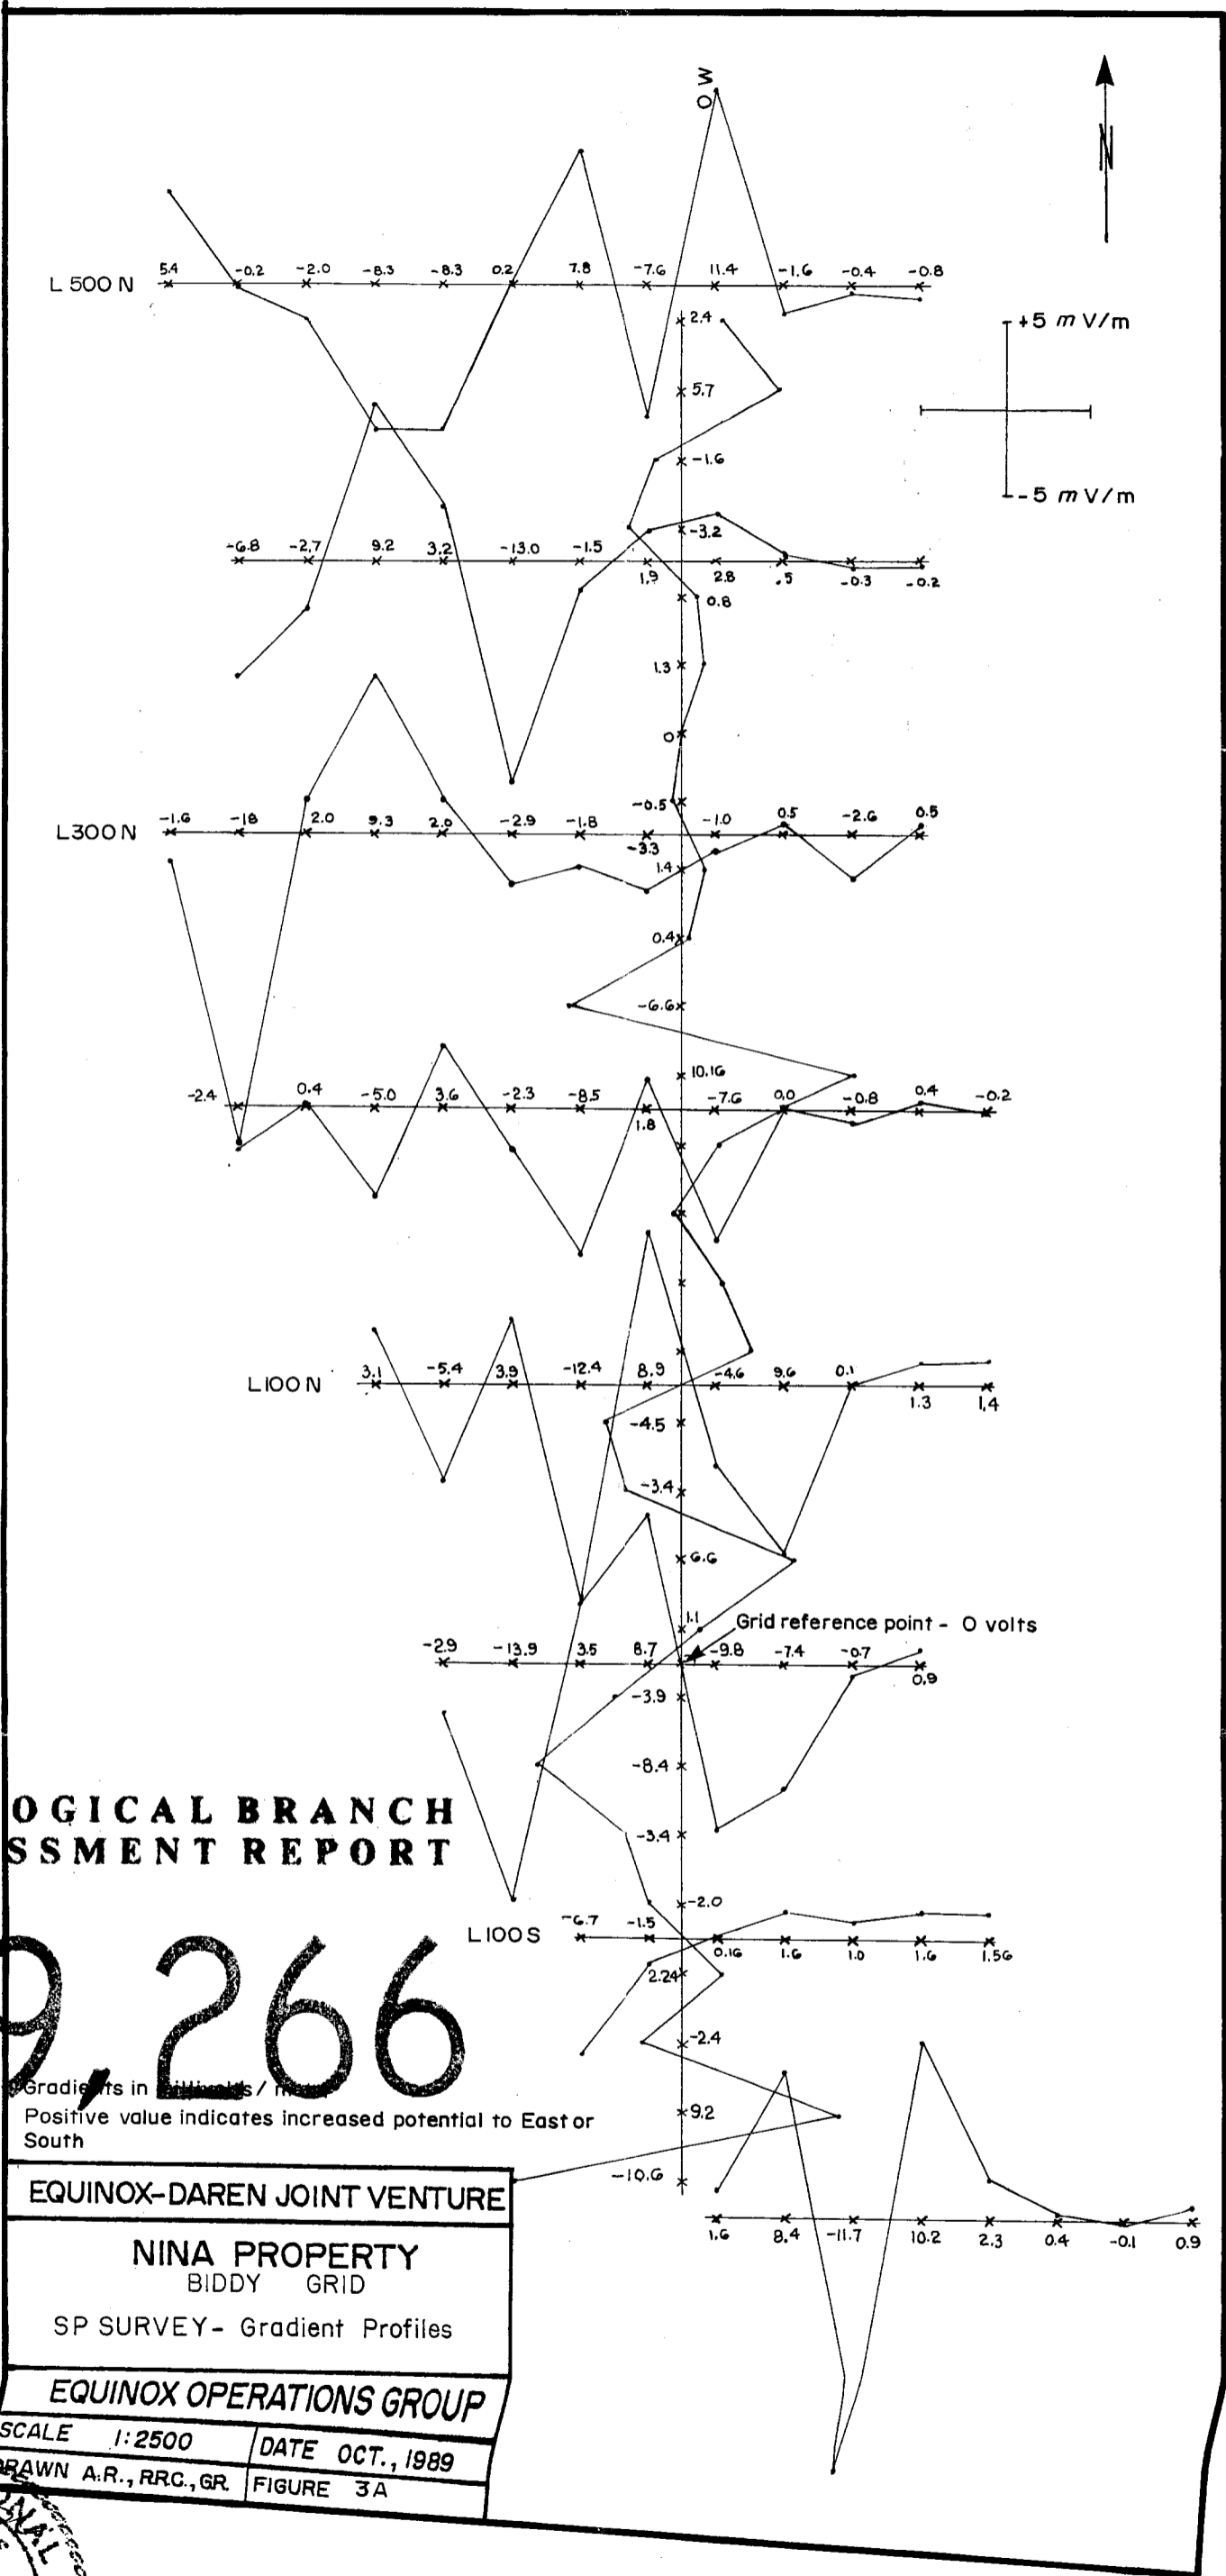 O W
N
5.4 -0.2 -2.0 -8.3 -8.3 0.2 7.8 -7.6 11.4 -1.6 -0.4 -0.8
L 500 N
2.4
+5 mV/m
5.7
-1.6
-5 mV/m
-3.2
-6.8 -2.7 9.2 3.2 -13.0 -1.5
1.9 2.8 .5 -0.3 -0.2
0.8
1.3
0
-0.5
-1.6 -18 2.0 9.3 2.0 -2.9 -1.8 -1.0 0.5 -2.6 0.5
L300N
-3.3
1.4
0.4
-6.6
10.16
-2.4 0.4 -5.0 3.6 -2.3 -8.5 -7.6 0.0 -0.8 0.4 -0.2
1.8
3.1 -5.4 3.9 -12.4 8.9 -4.6 9.6 0.1
L100N
1.3 1.4
-4.5
-3.4
6.6
1.1
Grid reference point - 0 volts
-2.9 -13.9 3.5 8.7 -9.8 -7.4 -0.7
0.9
-3.9
-8.4
OGICAL BRANCH
-3.4
SSMENT REPORT
-2.0
-6.7 -1.5
L100S
0.16 1.6 1.0 1.6 1.56
2.24
9,266
-2.4
Gradients in
Positive value indicates increased potential to East or
South
9.2
-10.6
EQUINOX-DAREN JOINT VENTURE
1.6 8.4 -11.7 10.2 2.3 0.4 -0.1 0.9
NINA PROPERTY
BIDDY GRID
SP SURVEY- Gradient Profiles
EQUINOX OPERATIONS GROUP
SCALE 1:2500 DATE OCT., 1989
DRAWN A.R., RRC., GR. FIGURE 3A